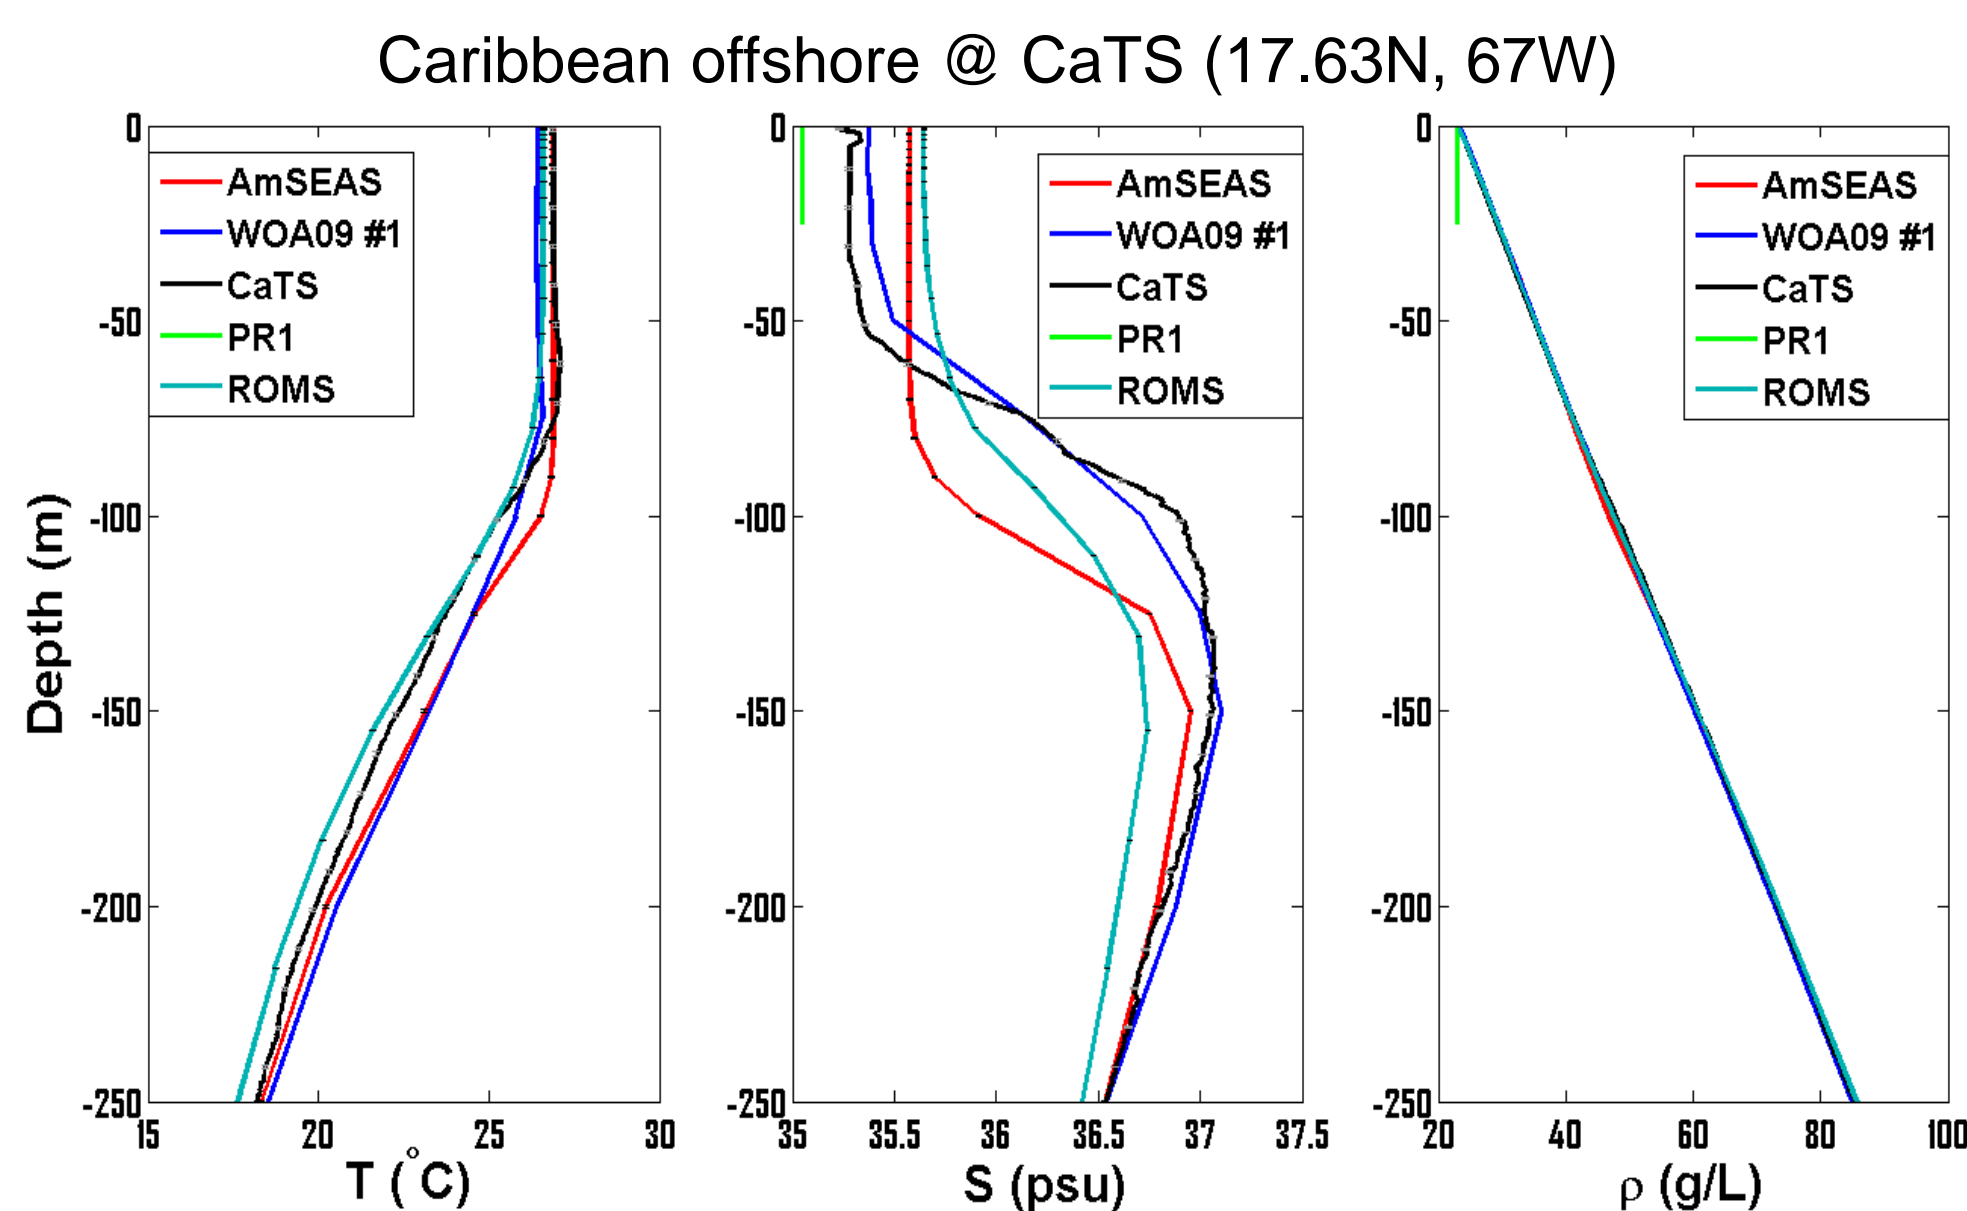 Caribbean offshore @ CaTS (17.63N, 67W)
Depth (m)
0
-50
-100
-150
-200
-250
15
20
25
30
T (°C)
AmSEAS
WOA09 #1
CaTS
PR1
ROMS
0
-50
-100
-150
-200
-250
35
35.5
36
36.5
37
37.5
S (psu)
AmSEAS
WOA09 #1
CaTS
PR1
ROMS
0
-50
-100
-150
-200
-250
20
40
60
80
100
ρ (g/L)
AmSEAS
WOA09 #1
CaTS
PR1
ROMS